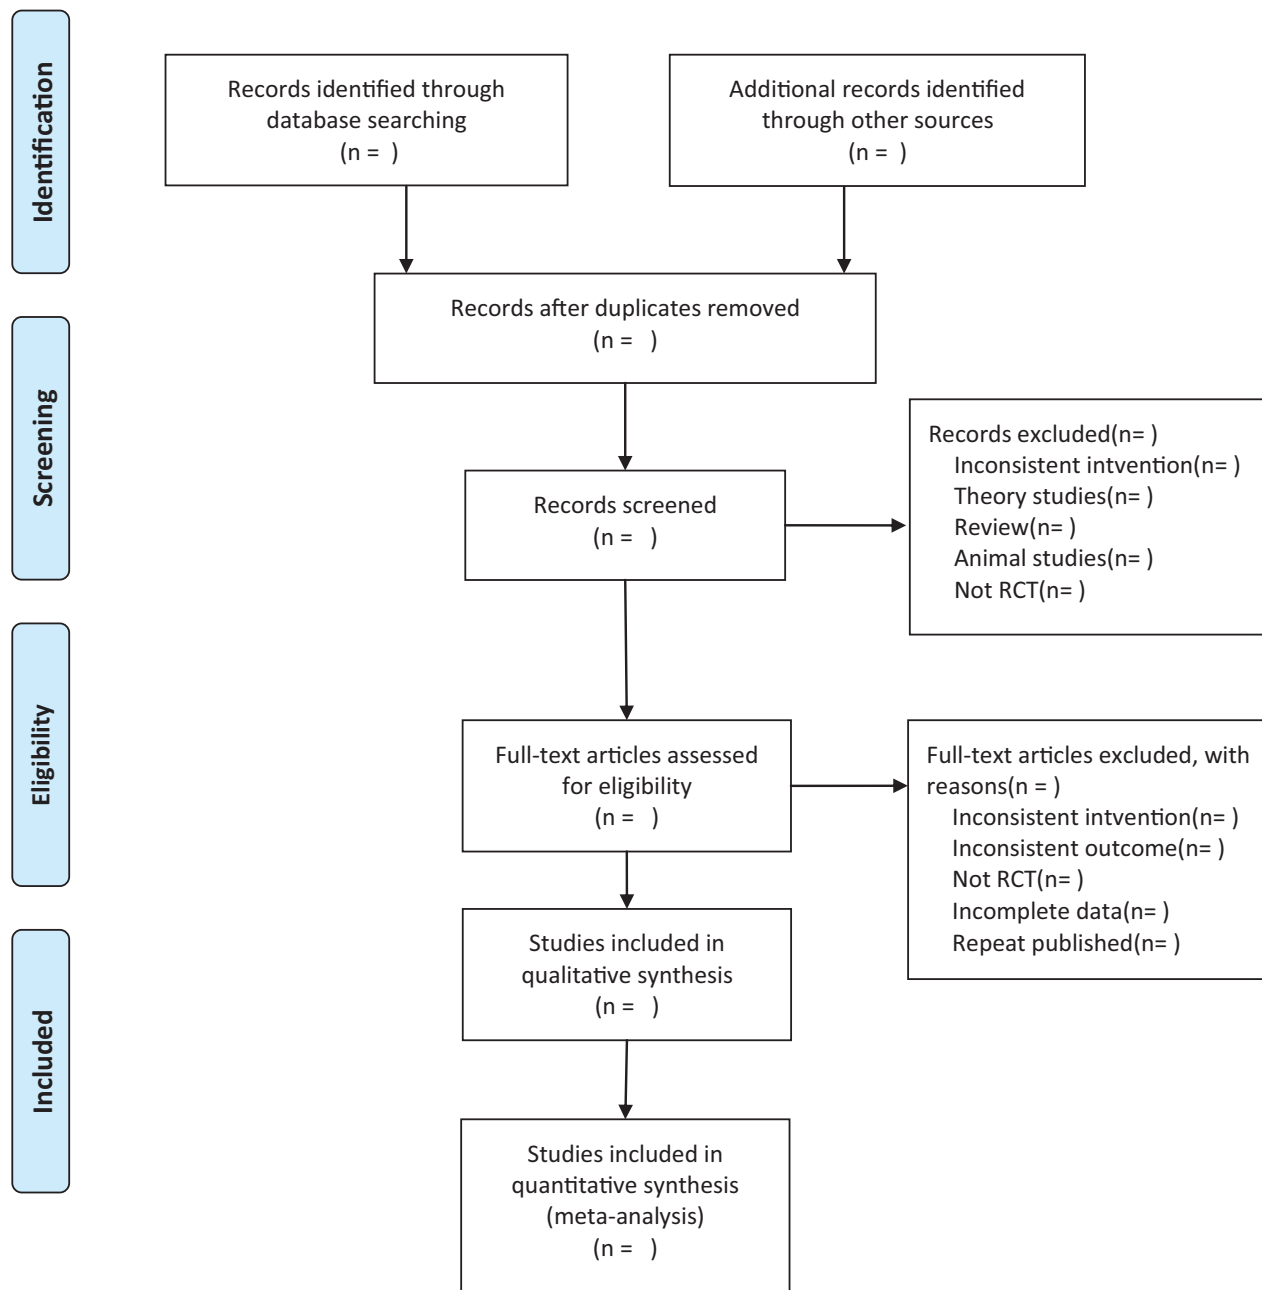 Identification
Records identified through
database searching
(n =  )
Additional records identified
through other sources
(n =  )
Records after duplicates removed
(n =  )
Screening
Records screened
(n =  )
Records excluded(n= )
Inconsistent intvention(n= )
Theory studies(n= )
Review(n= )
Animal studies(n= )
Not RCT(n= )
Eligibility
Full-text articles assessed
for eligibility
(n =  )
Full-text articles excluded, with
reasons(n = )
Inconsistent intvention(n= )
Inconsistent outcome(n= )
Not RCT(n= )
Incomplete data(n= )
Repeat published(n= )
Included
Studies included in
qualitative synthesis
(n =  )
Studies included in
quantitative synthesis
(meta-analysis)
(n =  )